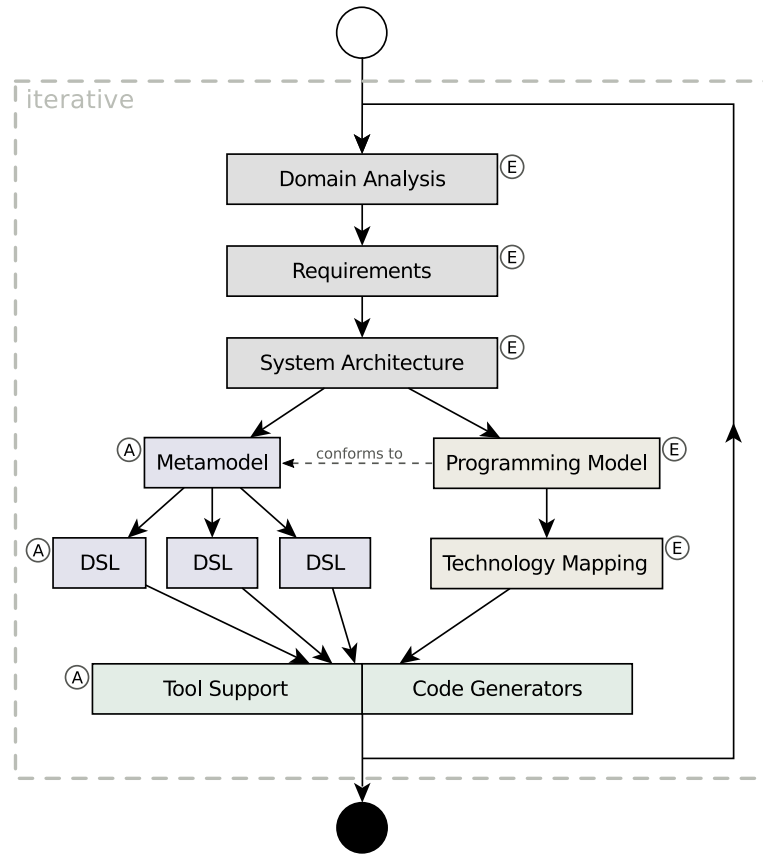 iterative
Domain Analysis
E
Requirements
E
System Architecture
E
A
Metamodel
conforms to
Programming Model
E
A
DSL
DSL
DSL
Technology Mapping
E
A
Tool Support
Code Generators